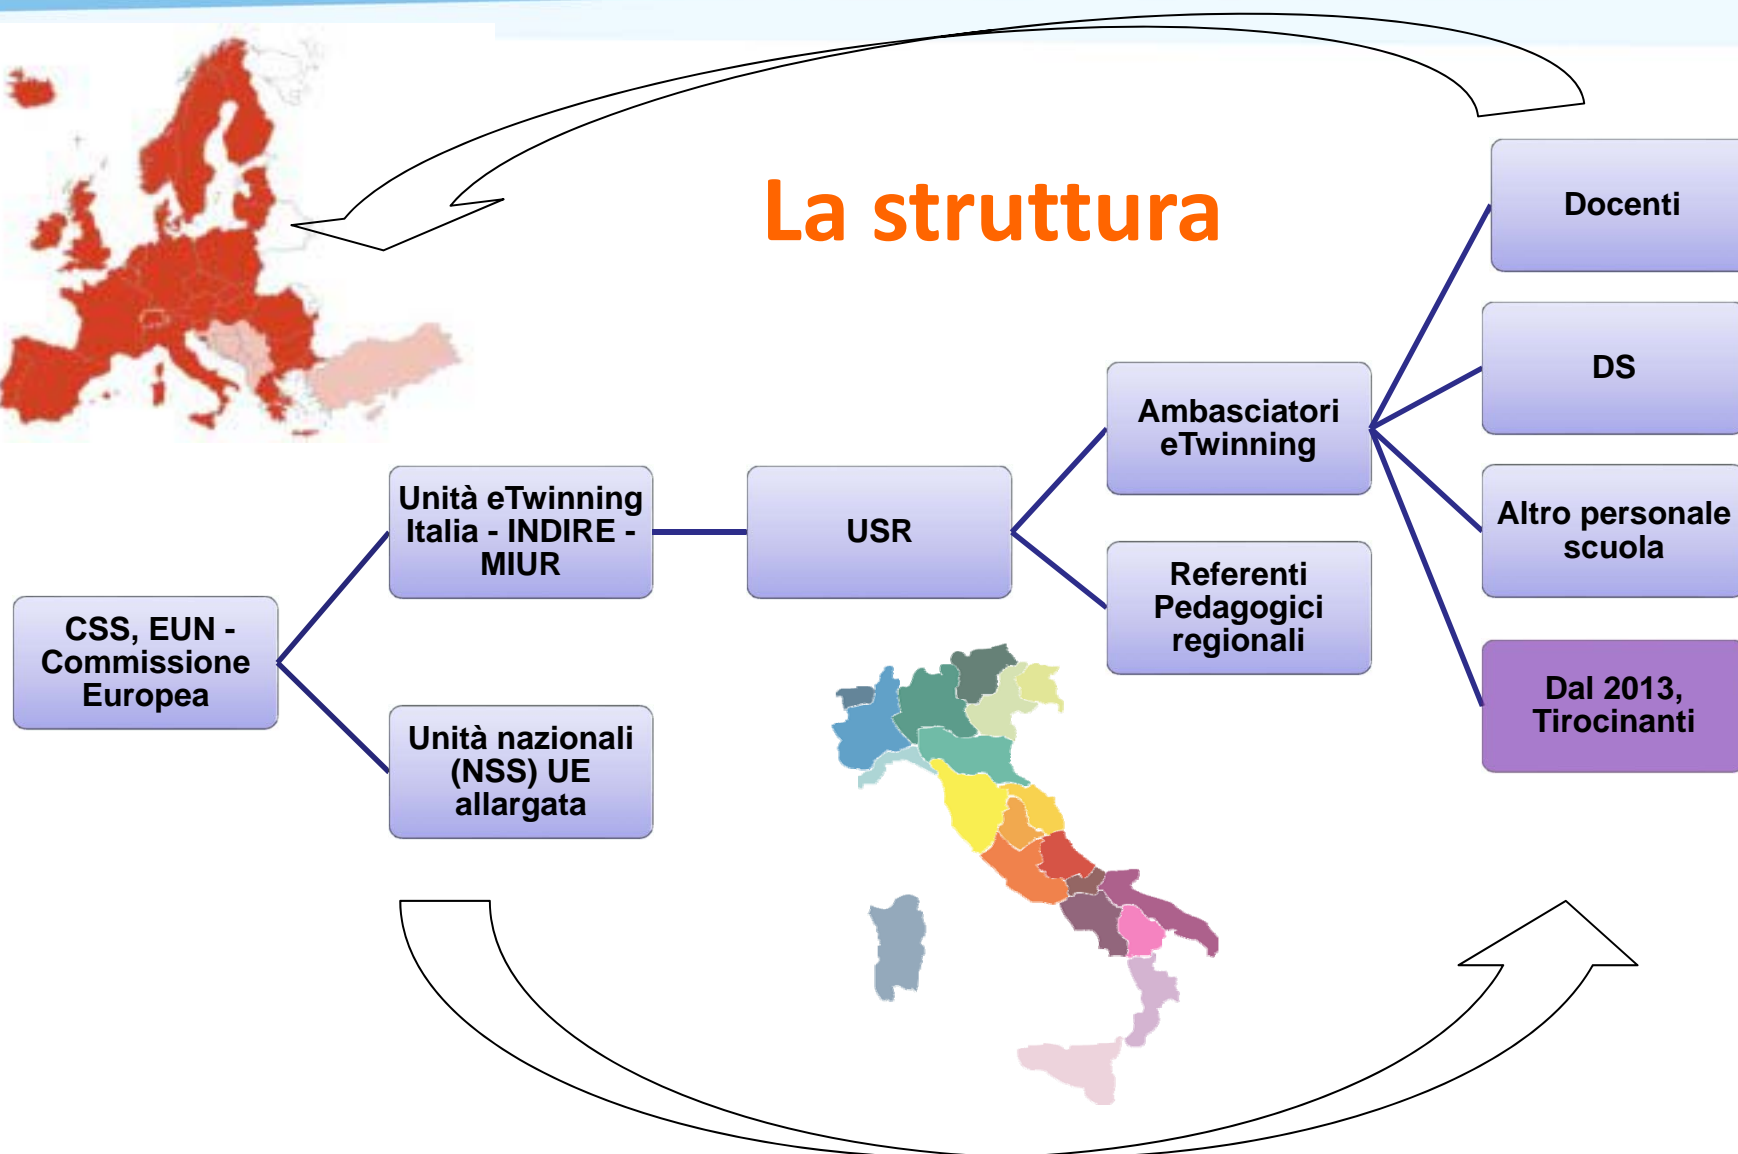 La struttura
CSS, EUN -
Commissione
Europea
Unità eTwinning
Italia - INDIRE -
MIUR
Unità nazionali
(NSS) UE
allargata
USR
Ambasciatori
eTwinning
Referenti
Pedagogici
regionali
Docenti
DS
Altro personale
scuola
Dal 2013,
Tirocinanti